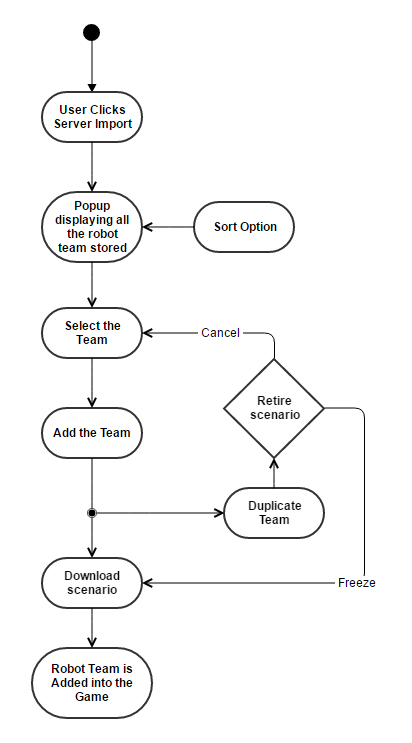 User Clicks
Server Import
Popup
displaying all
the robot
team stored
Sort Option
Select the
Team
Cancel
Retire
scenario
Add the Team
Duplicate
Team
Download
scenario
Freeze
Robot Team is
Added into the
Game